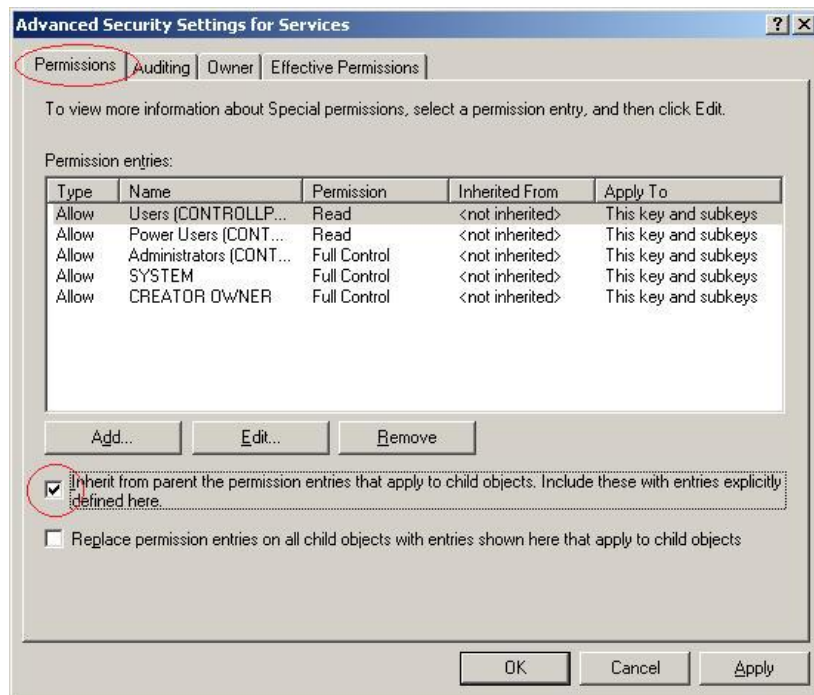 Advanced Security Settings for Services
Permissions Auditing Owner Effective Permissions
To view more information about Special permissions, select a permission entry, and then click Edit.
Permission entries:
Type Name Permission Inherited From Apply To
Allow Users (CONTROLLP... Read <not inherited> This key and subkeys
Allow Power Users (CONT... Read <not inherited> This key and subkeys
Allow Administrators (CONT... Full Control <not inherited> This key and subkeys
Allow SYSTEM Full Control <not inherited> This key and subkeys
Allow CREATOR OWNER Full Control <not inherited> This key and subkeys
Add... Edit... Remove
Inherit from parent the permission entries that apply to child objects. Include these with entries explicitly
defined here.
Replace permission entries on all child objects with entries shown here that apply to child objects
OK Cancel Apply